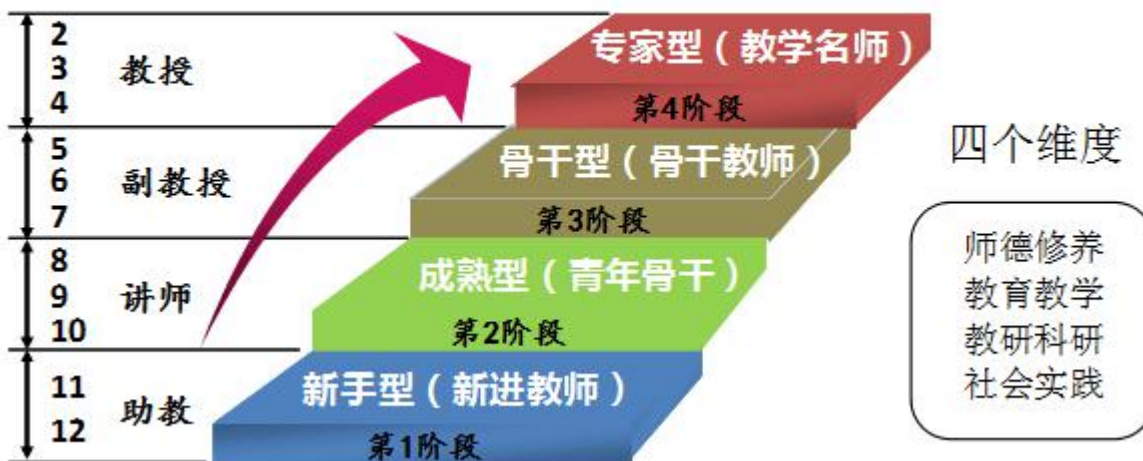 2
3
4
教授
专家型（教学名师）
第4阶段
5
6
7
副教授
骨干型（骨干教师）
第3阶段
8
9
10
讲师
成熟型（青年骨干）
第2阶段
11
12
助教
新手型（新进教师）
第1阶段
四个维度
师德修养
教育教学
教研科研
社会实践